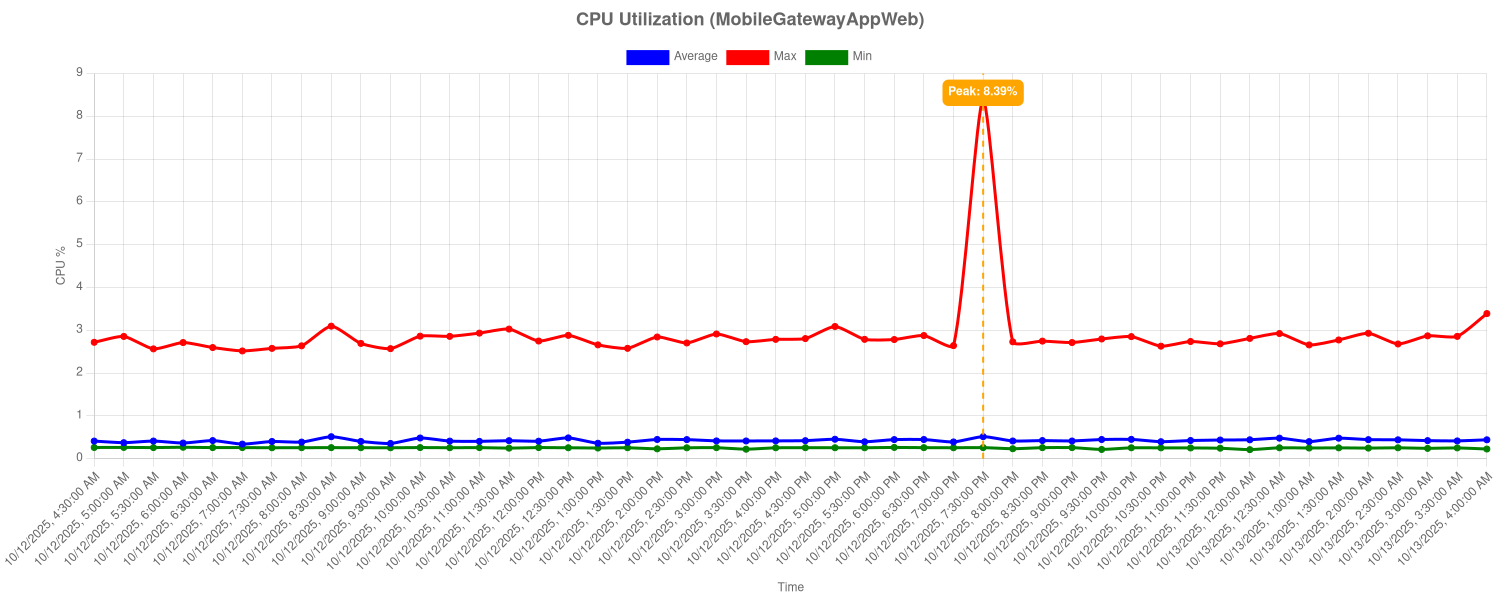 CPU Utilization (MobileGatewayAppWeb)
Average Max Min
Peak: 8.39%
9
8
7
6
5
4
3
2
1
0
CPU %
10/12/2025, 4:30:00 AM
10/12/2025, 5:00:00 AM
10/12/2025, 5:30:00 AM
10/12/2025, 6:00:00 AM
10/12/2025, 6:30:00 AM
10/12/2025, 7:00:00 AM
10/12/2025, 7:30:00 AM
10/12/2025, 8:00:00 AM
10/12/2025, 8:30:00 AM
10/12/2025, 9:00:00 AM
10/12/2025, 9:30:00 AM
10/12/2025, 10:00:00 AM
10/12/2025, 10:30:00 AM
10/12/2025, 11:00:00 AM
10/12/2025, 11:30:00 AM
10/12/2025, 12:00:00 PM
10/12/2025, 12:30:00 PM
10/12/2025, 1:00:00 PM
10/12/2025, 1:30:00 PM
10/12/2025, 2:00:00 PM
10/12/2025, 2:30:00 PM
10/12/2025, 3:00:00 PM
10/12/2025, 3:30:00 PM
10/12/2025, 4:00:00 PM
10/12/2025, 4:30:00 PM
10/12/2025, 5:00:00 PM
10/12/2025, 5:30:00 PM
10/12/2025, 6:00:00 PM
10/12/2025, 6:30:00 PM
10/12/2025, 7:00:00 PM
10/12/2025, 7:30:00 PM
10/12/2025, 8:00:00 PM
10/12/2025, 8:30:00 PM
10/12/2025, 9:00:00 PM
10/12/2025, 9:30:00 PM
10/12/2025, 10:00:00 PM
10/12/2025, 10:30:00 PM
10/12/2025, 11:00:00 PM
10/12/2025, 11:30:00 PM
10/13/2025, 12:00:00 AM
10/13/2025, 12:30:00 AM
10/13/2025, 1:00:00 AM
10/13/2025, 1:30:00 AM
10/13/2025, 2:00:00 AM
10/13/2025, 2:30:00 AM
10/13/2025, 3:00:00 AM
10/13/2025, 3:30:00 AM
10/13/2025, 4:00:00 AM
Time